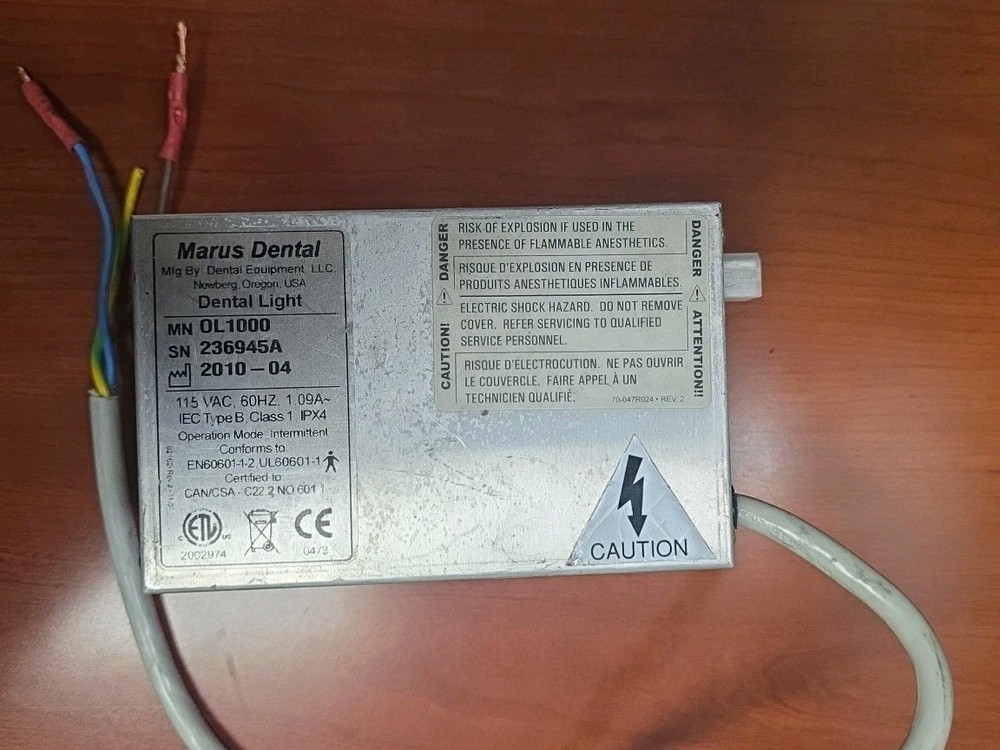 Marus Dental
Mfg By: Dental Equipment, LLC.
Newberg, Oregon, USA
Dental Light
MN OL1000
SN 236945A
2010-04
115 VAC, 60HZ, 1.09A~
IEC Type B, Class 1, IPX4
Operation Mode: Intermittent
Conforms to:
EN60601-1-2, UL60601-1
Certified to:
CAN/CSA - C22.2 NO.601.1
C ETL US
CE
2002974
0473
DANGER
CAUTION!
RISK OF EXPLOSION IF USED IN THE
PRESENCE OF FLAMMABLE ANESTHETICS.
RISQUE D'EXPLOSION EN PRESENCE DE
PRODUITS ANESTHETIQUES INFLAMMABLES.
ELECTRIC SHOCK HAZARD. DO NOT REMOVE
COVER. REFER SERVICING TO QUALIFIED
SERVICE PERSONNEL.
RISQUE D'ÉLECTROCUTION. NE PAS OUVRIR
LE COUVERCLE. FAIRE APPEL À UN
TECHNICIEN QUALIFIÉ.
70-047R024 • REV. 2
DANGER
ATTENTION!!
CAUTION